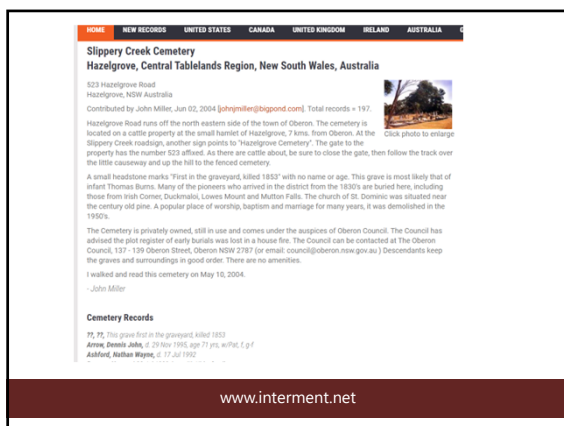 HOME NEW RECORDS UNITED STATES CANADA UNITED KINGDOM IRELAND AUSTRALIA
Slippery Creek Cemetery
Hazelgrove, Central Tablelands Region, New South Wales, Australia
523 Hazelgrove Road
Hazelgrove, NSW Australia
Contributed by John Miller, Jun 02, 2004 [johnjmiller@bigpond.com]. Total records = 197.
Hazelgrove Road runs off the north eastern side of the town of Oberon. The cemetery is
located on a cattle property at the small hamlet of Hazelgrove, 7 kms. from Oberon. At the
Slippery Creek roadsign, another sign points to "Hazelgrove Cemetery". The gate to the
Click photo to enlarge
property has the number 523 affixed. As there are cattle about, be sure to close the gate, then follow the track over
the little causeway and up the hill to the fenced cemetery.
A small headstone marks "First in the graveyard, killed 1853" with no name or age. This grave is most likely that of
infant Thomas Burns. Many of the pioneers who arrived in the district from the 1830's are buried here, including
those from Irish Corner, Duckmaloi, Lowes Mount and Mutton Falls. The church of St. Dominic was situated near
the century old pine. A popular place of worship, baptism and marriage for many years, it was demolished in the
1950's.
The Cemetery is privately owned, still in use and comes under the auspices of Oberon Council. The Council has
advised the plot register of early burials was lost in a house fire. The Council can be contacted at The Oberon
Council, 137 - 139 Oberon Street, Oberon NSW 2787 (or email: council@oberon.nsw.gov.au ) Descendants keep
the graves and surroundings in good order. There are no amenities.
I walked and read this cemetery on May 10, 2004.
- John Miller
Cemetery Records
??, ??, This grave first in the graveyard, killed 1853
Arrow, Dennis John, d. 29 Nov 1995, age 71 yrs, w/Pat, f, g-f
Ashford, Nathan Wayne, d. 17 Jul 1992
www.interment.net